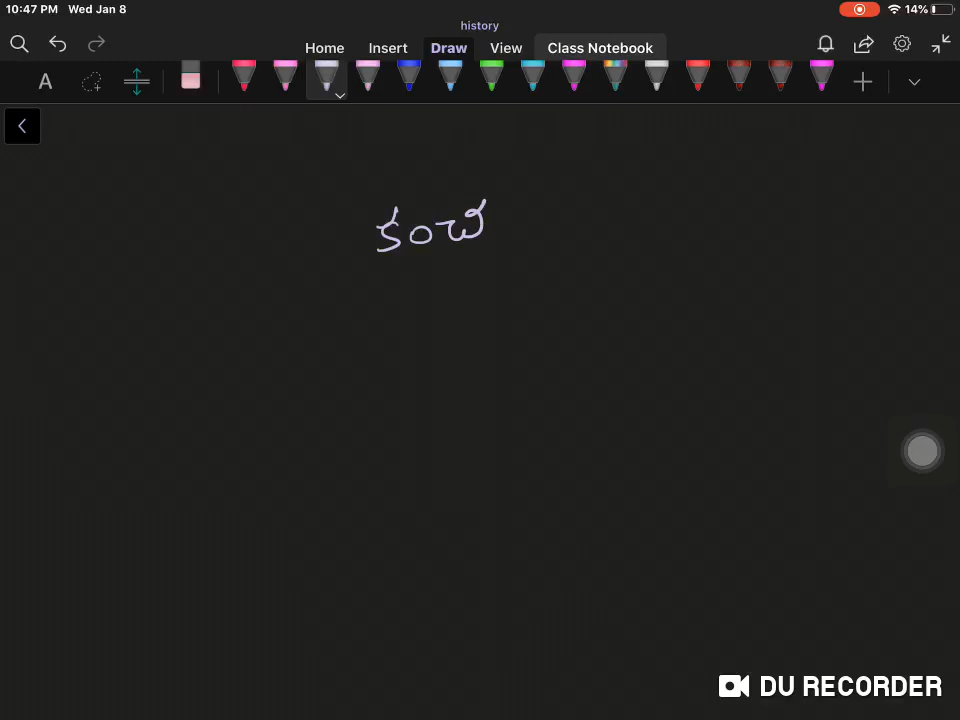 10:47 PM Wed Jan 8
14%
history
Home Insert Draw View Class Notebook
A
కంచ
DU RECORDER